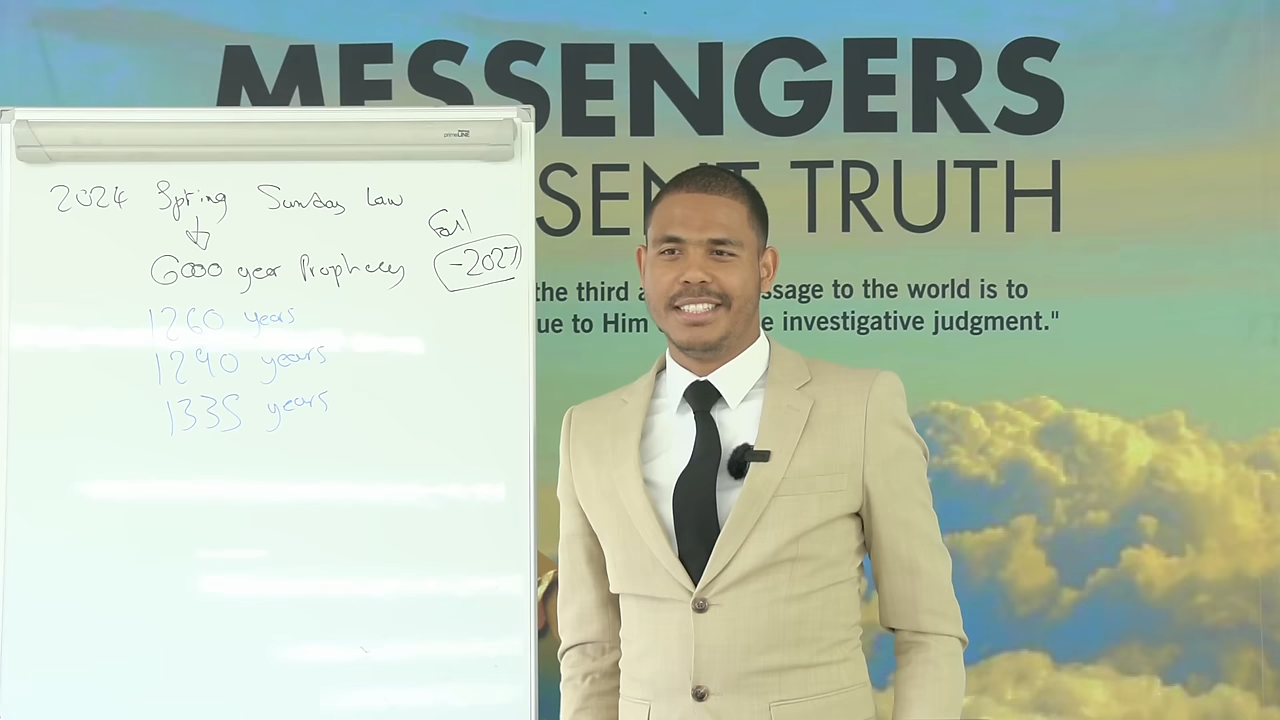 MESSENGERS
SENT TRUTH
the third a ssage to the world is to
ue to Him e investigative judgment."
primeLINE
2024 Spring Sunday Law
Fall
6000 year Prophecy -2027
1260 years
1290 years
1335 years